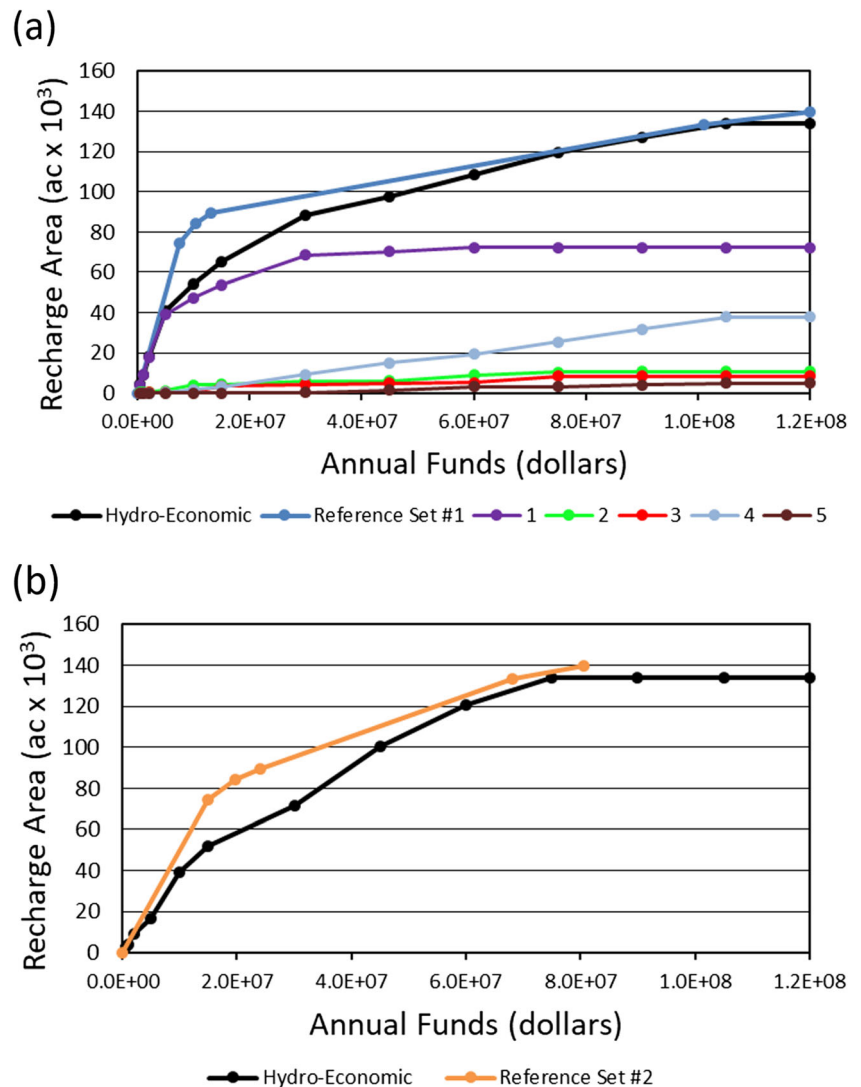 (a)
Recharge Area (ac x 10³)
160
140
120
100
80
60
40
20
0
0.0E+00 2.0E+07 4.0E+07 6.0E+07 8.0E+07 1.0E+08 1.2E+08
Annual Funds (dollars)
Hydro-Economic Reference Set #1 1 2 3 4 5
(b)
Recharge Area (ac x 10³)
160
140
120
100
80
60
40
20
0
0.0E+00 2.0E+07 4.0E+07 6.0E+07 8.0E+07 1.0E+08 1.2E+08
Annual Funds (dollars)
Hydro-Economic Reference Set #2